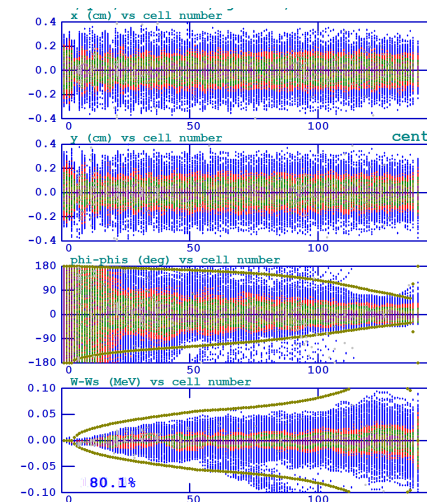 x (cm) vs cell number
0.4
0.2
0.0
-0.2
-0.4
0 50 100
y (cm) vs cell number
cent
0.4
0.2
0.0
-0.2
-0.4
0 50 100
phi-phis (deg) vs cell number
180
90
0
-90
-180
0 50 100
W-Ws (MeV) vs cell number
0.10
0.05
0.00
-0.05
-0.10
80.1%
0 50 100